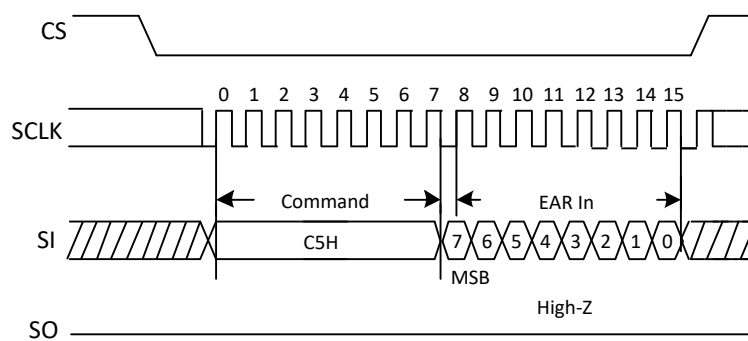 CS
0 1 2 3 4 5 6 7 8 9 10 11 12 13 14 15
SCLK
Command EAR In
SI C5H 7 6 5 4 3 2 1 0
MSB
High-Z
SO